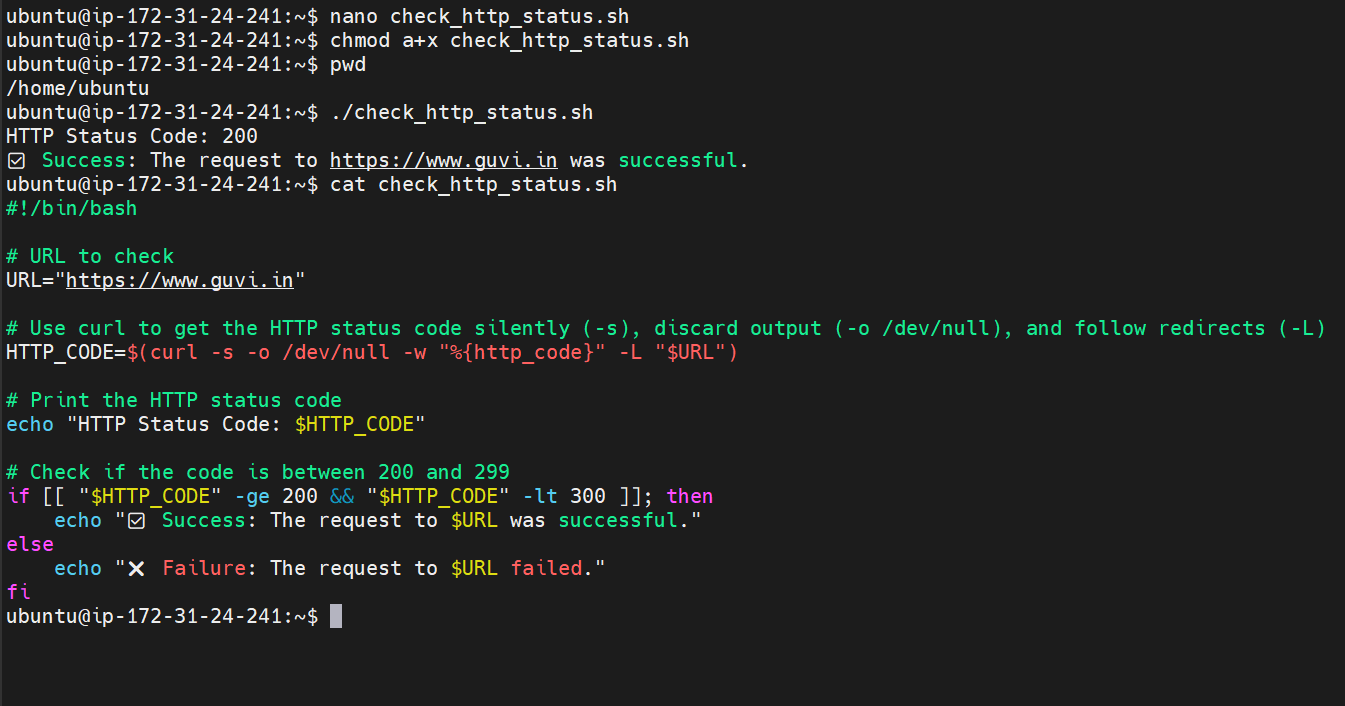 ubuntu@ip-172-31-24-241:~$ nano check_http_status.sh
ubuntu@ip-172-31-24-241:~$ chmod a+x check_http_status.sh
ubuntu@ip-172-31-24-241:~$ pwd
/home/ubuntu
ubuntu@ip-172-31-24-241:~$ ./check_http_status.sh
HTTP Status Code: 200
☑ Success: The request to https://www.guvi.in was successful.
ubuntu@ip-172-31-24-241:~$ cat check_http_status.sh
#!/bin/bash

# URL to check
URL="https://www.guvi.in"

# Use curl to get the HTTP status code silently (-s), discard output (-o /dev/null), and follow redirects (-L)
HTTP_CODE=$(curl -s -o /dev/null -w "%{http_code}" -L "$URL")

# Print the HTTP status code
echo "HTTP Status Code: $HTTP_CODE"

# Check if the code is between 200 and 299
if [[ "$HTTP_CODE" -ge 200 && "$HTTP_CODE" -lt 300 ]]; then
    echo "☑ Success: The request to $URL was successful."
else
    echo "❌ Failure: The request to $URL failed."
fi
ubuntu@ip-172-31-24-241:~$